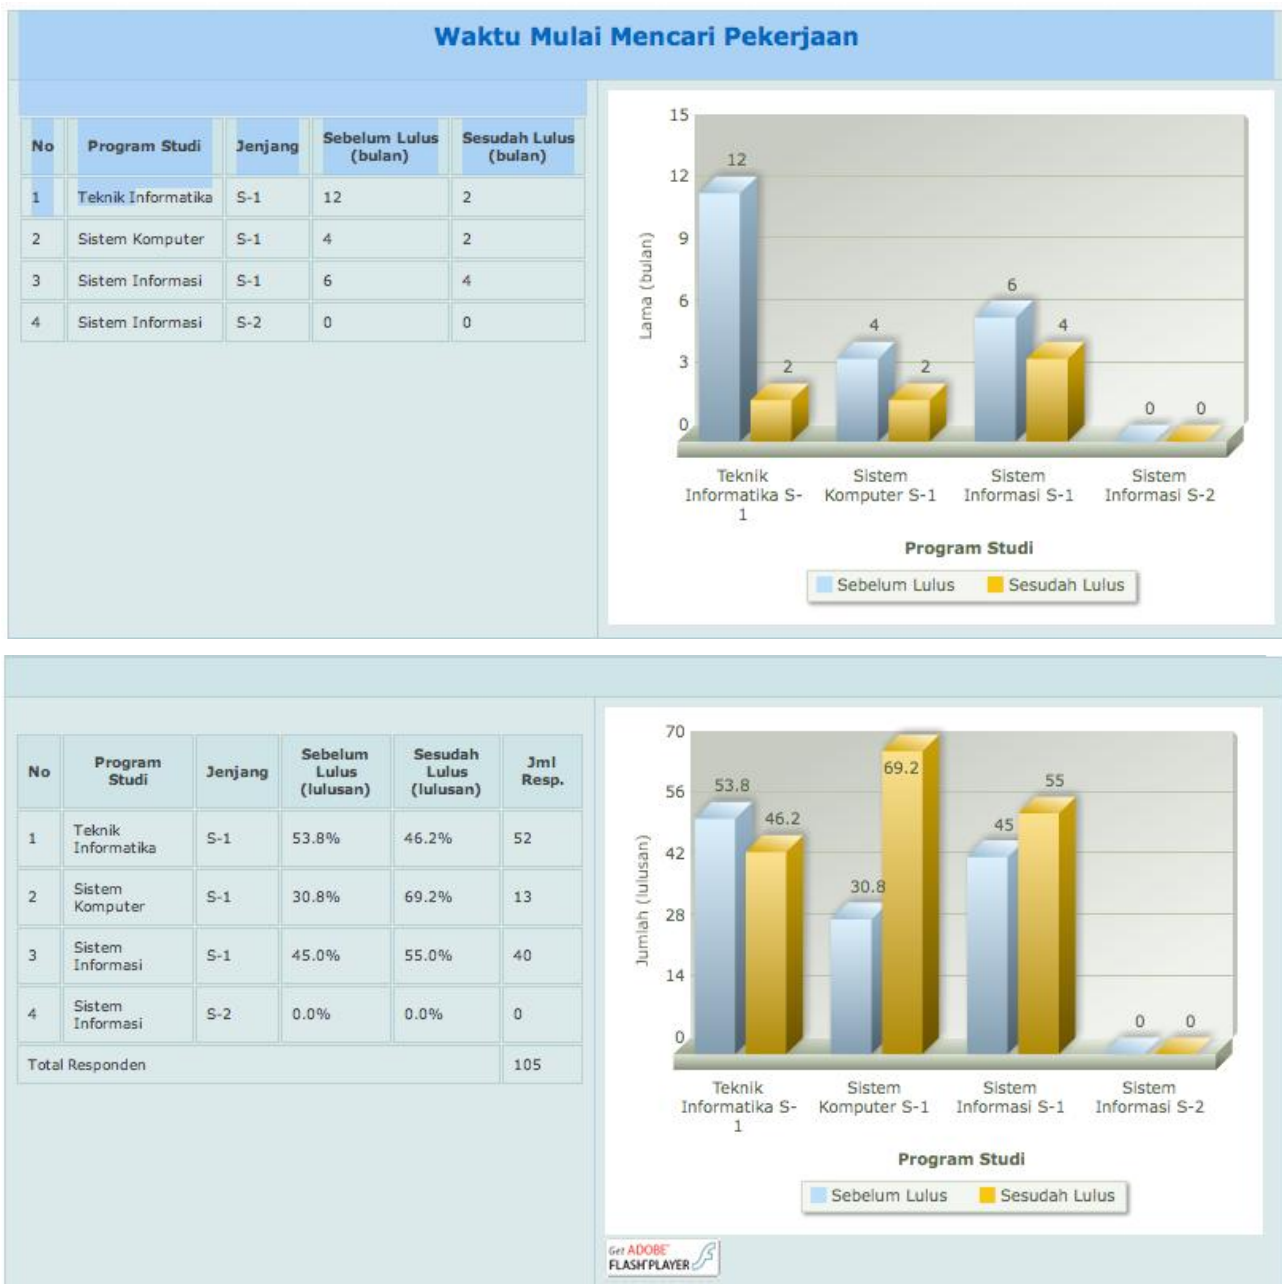 Waktu Mulai Mencari Pekerjaan
No Program Studi Jenjang Sebelum Lulus (bulan) Sesudah Lulus (bulan)
1 Teknik Informatika S-1 12 2
2 Sistem Komputer S-1 4 2
3 Sistem Informasi S-1 6 4
4 Sistem Informasi S-2 0 0
15
12
9
6
3
0
Lama (bulan)
12
2
4
2
6
4
0
0
Teknik
Informatika S-
1
Sistem
Komputer S-1
Sistem
Informasi S-1
Sistem
Informasi S-2
Program Studi
Sebelum Lulus Sesudah Lulus
No Program Studi Jenjang Sebelum Lulus (lulusan) Sesudah Lulus (lulusan) Jml Resp.
1 Teknik Informatika S-1 53.8% 46.2% 52
2 Sistem Komputer S-1 30.8% 69.2% 13
3 Sistem Informasi S-1 45.0% 55.0% 40
4 Sistem Informasi S-2 0.0% 0.0% 0
Total Responden 105
70
56
42
28
14
0
Jumlah (lulusan)
53.8
46.2
30.8
69.2
45
55
0
0
Teknik
Informatika S-
1
Sistem
Komputer S-1
Sistem
Informasi S-1
Sistem
Informasi S-2
Program Studi
Sebelum Lulus Sesudah Lulus
Get ADOBE®
FLASH® PLAYER